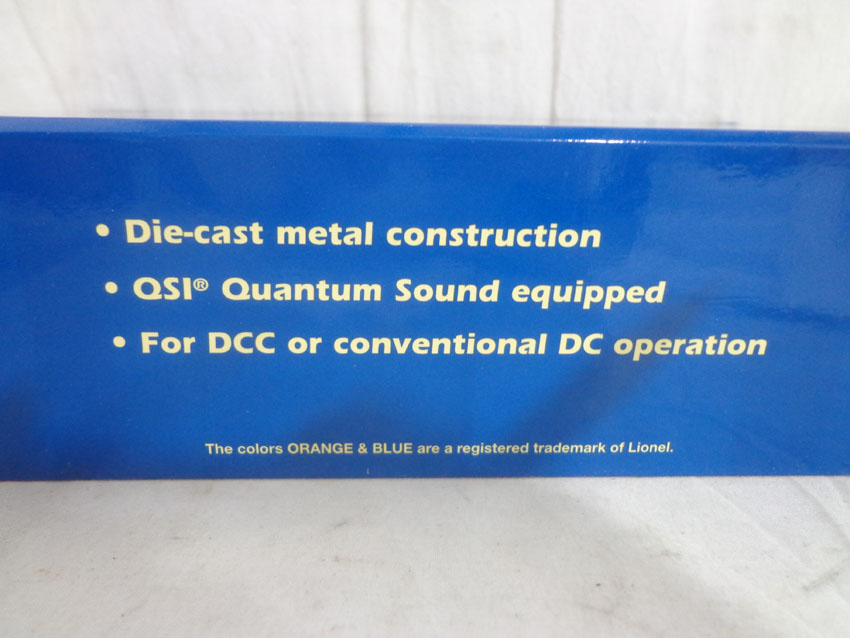 • Die-cast metal construction
• QSI® Quantum Sound equipped
• For DCC or conventional DC operation
The colors ORANGE & BLUE are a registered trademark of Lionel.